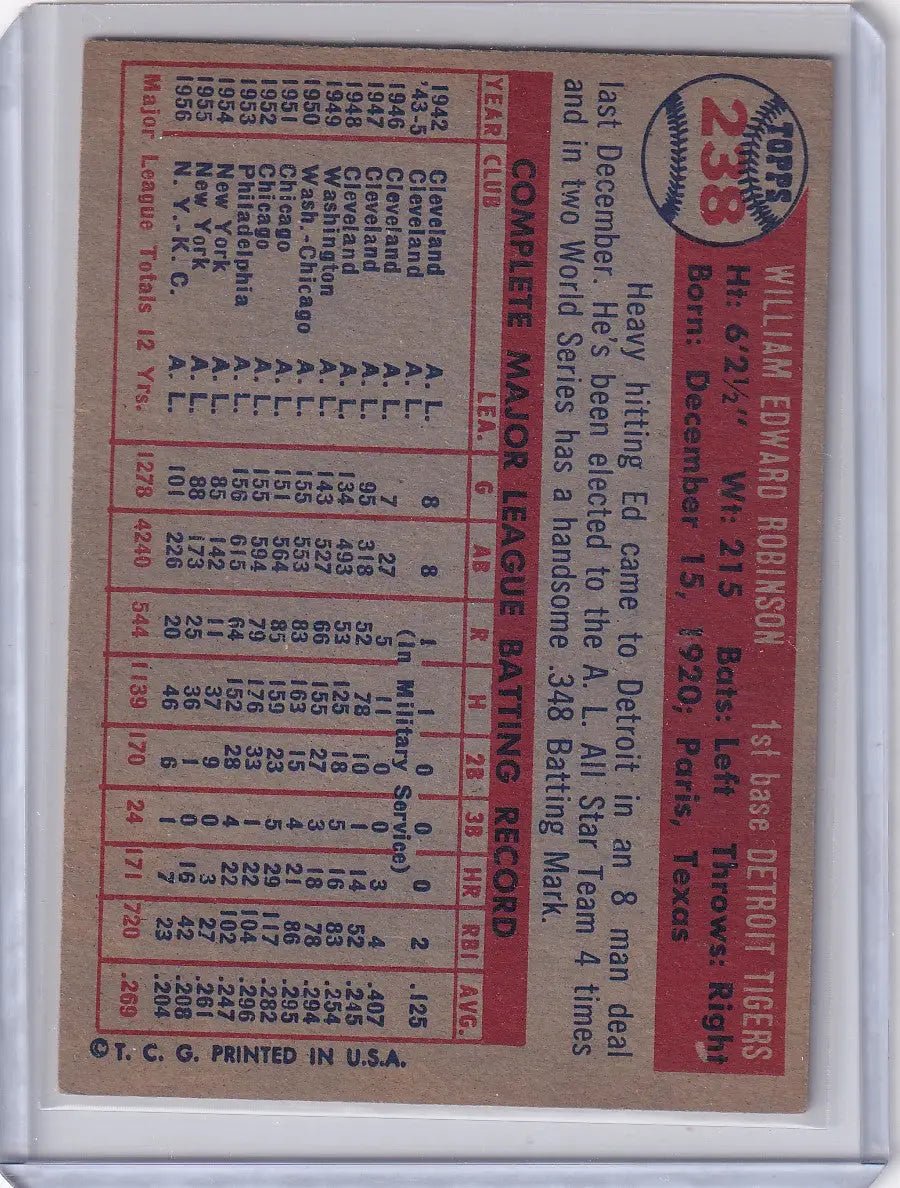 TOPPS
238
WILLIAM EDWARD ROBINSON 1st base DETROIT TIGERS
Ht: 6'2½" Wt: 215 Bats: Left Throws: Right
Born: December 15, 1920; Paris, Texas
Heavy hitting Ed came to Detroit in an 8 man deal
last December. He's been elected to the A. L. All Star Team 4 times
and in two World Series has a handsome .348 Batting Mark.
COMPLETE MAJOR LEAGUE BATTING RECORD
YEAR CLUB LEA. G AB R H 2B 3B HR RBI AVG.
1942 Cleveland A. L. 8 8 1 1 0 0 0 2 .125
'43-5 Cleveland A. L. (In Military Service)
1946 Cleveland A. L. 7 27 5 11 0 0 3 4 .407
1947 Cleveland A. L. 95 318 52 78 10 1 14 52 .245
1948 Cleveland A. L. 134 493 53 125 18 5 16 83 .254
1949 Washington A. L. 143 527 66 155 27 3 18 78 .294
1950 Wash.-Chicago A. L. 155 553 83 163 15 4 21 86 .295
1951 Chicago A. L. 151 564 85 159 23 5 29 117 .282
1952 Chicago A. L. 155 594 79 176 33 1 22 104 .296
1953 Philadelphia A. L. 156 615 64 152 28 4 22 102 .247
1954 New York A. L. 85 142 11 37 9 0 3 27 .261
1955 New York A. L. 88 173 25 36 1 0 16 42 .208
1956 N. Y.-K. C. A. L. 101 226 20 46 6 1 7 23 .204
Major League Totals 12 Yrs. 1278 4240 544 1139 170 24 171 720 .269
© T. C. G. PRINTED IN U.S.A.